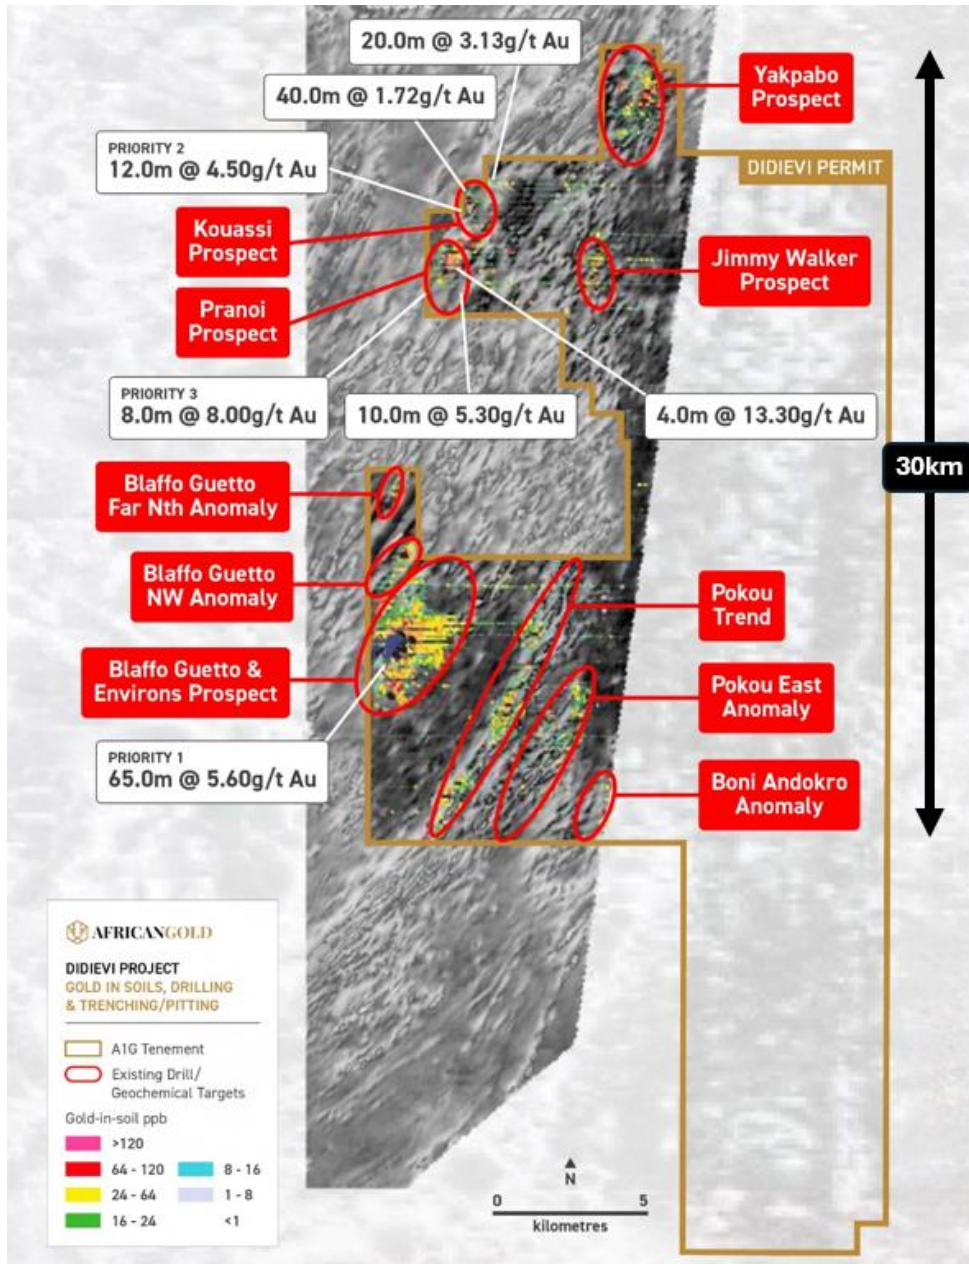 20.0m @ 3.13g/t Au
40.0m @ 1.72g/t Au
PRIORITY 2
12.0m @ 4.50g/t Au
Yakpabo
Prospect
DIDIEVI PERMIT
Kouassi
Prospect
Jimmy Walker
Prospect
Pranoi
Prospect
PRIORITY 3
8.0m @ 8.00g/t Au
10.0m @ 5.30g/t Au
4.0m @ 13.30g/t Au
30km
Blaffo Guetto
Far Nth Anomaly
Blaffo Guetto
NW Anomaly
Pokou
Trend
Blaffo Guetto &
Environs Prospect
Pokou East
Anomaly
PRIORITY 1
65.0m @ 5.60g/t Au
Boni Andokro
Anomaly
AFRICANGOLD
DIDIEVI PROJECT
GOLD IN SOILS, DRILLING
& TRENCHING/PITTING
A1G Tenement
Existing Drill/
Geochemical Targets
Gold-in-soil ppb
>120
64 - 120
8 - 16
24 - 64
1 - 8
16 - 24
<1
N
0 5
kilometres